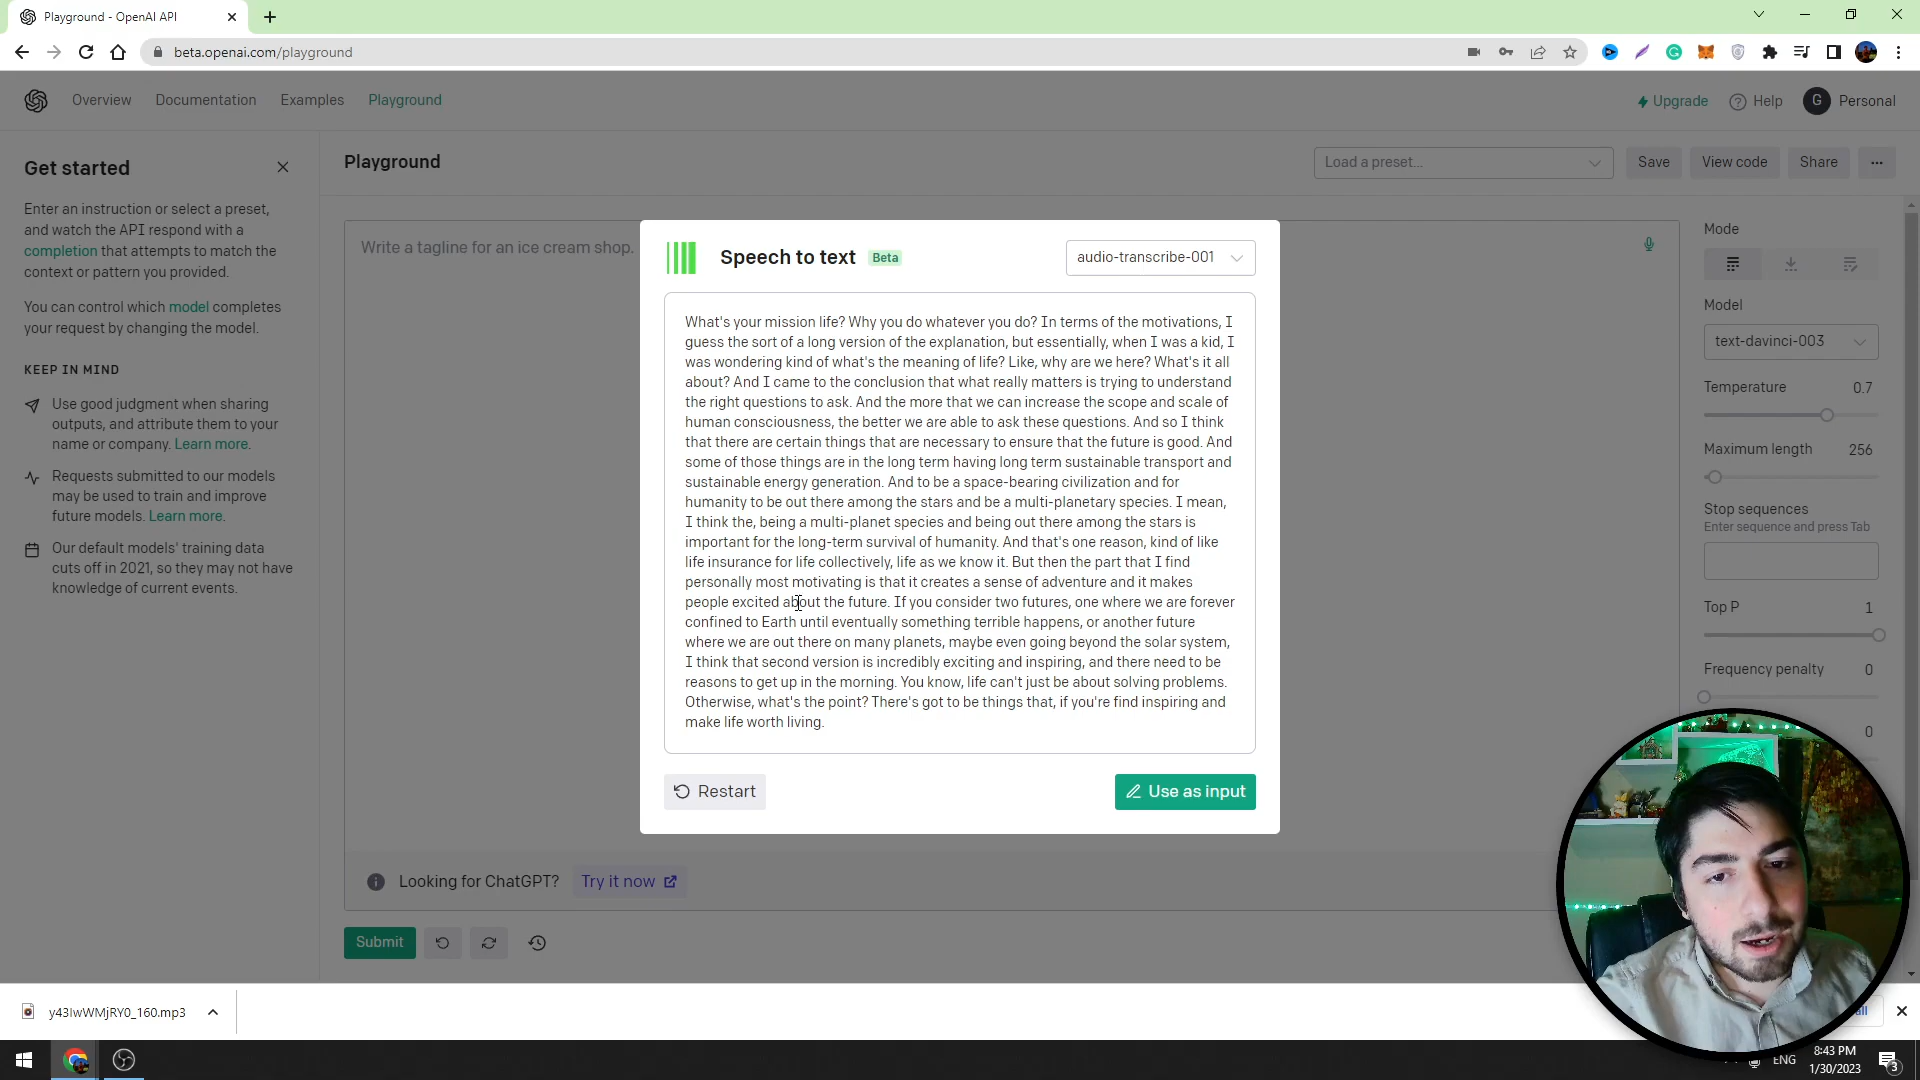 Playground - OpenAI API
beta.openai.com/playground
Overview
Documentation
Examples
Playground
Upgrade
Help
G
Personal
Get started
Enter an instruction or select a preset,
and watch the API respond with a
completion that attempts to match the
context or pattern you provided.
You can control which model completes
your request by changing the model.
KEEP IN MIND
Use good judgment when sharing
outputs, and attribute them to your
name or company. Learn more.
Requests submitted to our models
may be used to train and improve
future models. Learn more.
Our default models' training data
cuts off in 2021, so they may not have
knowledge of current events.
Playground
Load a preset...
Save
View code
Share
Write a tagline for an ice cream shop.
Speech to text
Beta
audio-transcribe-001
What's your mission life? Why you do whatever you do? In terms of the motivations, I
guess the sort of a long version of the explanation, but essentially, when I was a kid, I
was wondering kind of what's the meaning of life? Like, why are we here? What's it all
about? And I came to the conclusion that what really matters is trying to understand
the right questions to ask. And the more that we can increase the scope and scale of
human consciousness, the better we are able to ask these questions. And so I think
that there are certain things that are necessary to ensure that the future is good. And
some of those things are in the long term having long term sustainable transport and
sustainable energy generation. And to be a space-bearing civilization and for
humanity to be out there among the stars and be a multi-planetary species. I mean,
I think the, being a multi-planet species and being out there among the stars is
important for the long-term survival of humanity. And that's one reason, kind of like
life insurance for life collectively, life as we know it. But then the part that I find
personally most motivating is that it creates a sense of adventure and it makes
people excited about the future. If you consider two futures, one where we are forever
confined to Earth until eventually something terrible happens, or another future
where we are out there on many planets, maybe even going beyond the solar system,
I think that second version is incredibly exciting and inspiring, and there need to be
reasons to get up in the morning. You know, life can't just be about solving problems.
Otherwise, what's the point? There's got to be things that, if you're find inspiring and
make life worth living.
Restart
Use as input
Looking for ChatGPT?
Try it now
Submit
Mode
Model
text-davinci-003
Temperature 0.7
Maximum length 256
Stop sequences
Enter sequence and press Tab
Top P 1
Frequency penalty 0
0
y43IwWMjRY0_160.mp3
ENG
8:43 PM
1/30/2023
3